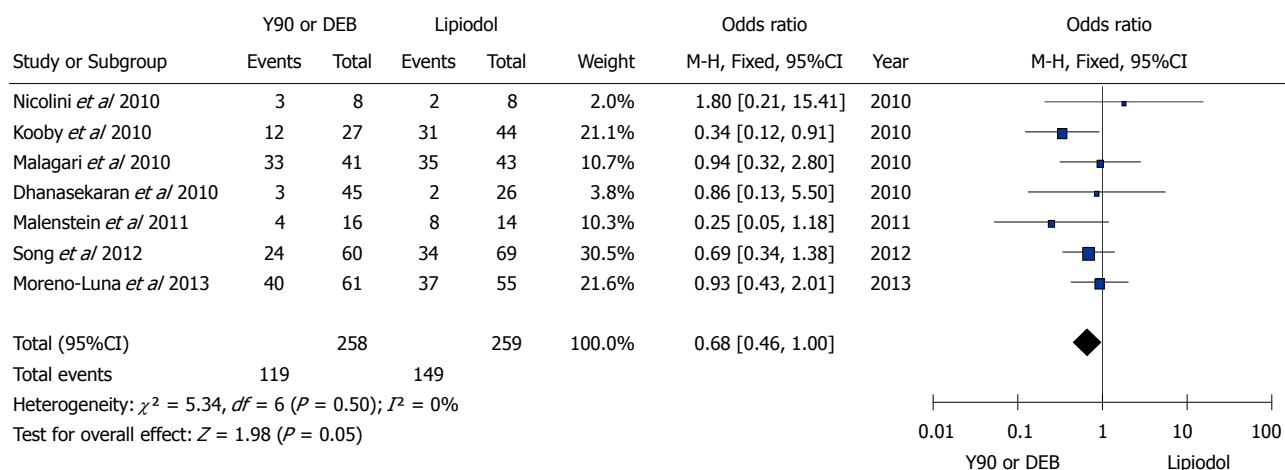 Y90 or DEB Lipiodol Odds ratio Odds ratio
Study or Subgroup Events Total Events Total Weight M-H, Fixed, 95%CI Year M-H, Fixed, 95%CI
Nicolini et al 2010 3 8 2 8 2.0% 1.80 [0.21, 15.41] 2010
Kooby et al 2010 12 27 31 44 21.1% 0.34 [0.12, 0.91] 2010
Malagari et al 2010 33 41 35 43 10.7% 0.94 [0.32, 2.80] 2010
Dhanasekaran et al 2010 3 45 2 26 3.8% 0.86 [0.13, 5.50] 2010
Malenstein et al 2011 4 16 8 14 10.3% 0.25 [0.05, 1.18] 2011
Song et al 2012 24 60 34 69 30.5% 0.69 [0.34, 1.38] 2012
Moreno-Luna et al 2013 40 61 37 55 21.6% 0.93 [0.43, 2.01] 2013
Total (95%CI) 258 259 100.0% 0.68 [0.46, 1.00]
Total events 119 149
Heterogeneity: χ² = 5.34, df = 6 (P = 0.50); I² = 0%
Test for overall effect: Z = 1.98 (P = 0.05)
0.01 0.1 1 10 100
Y90 or DEB Lipiodol